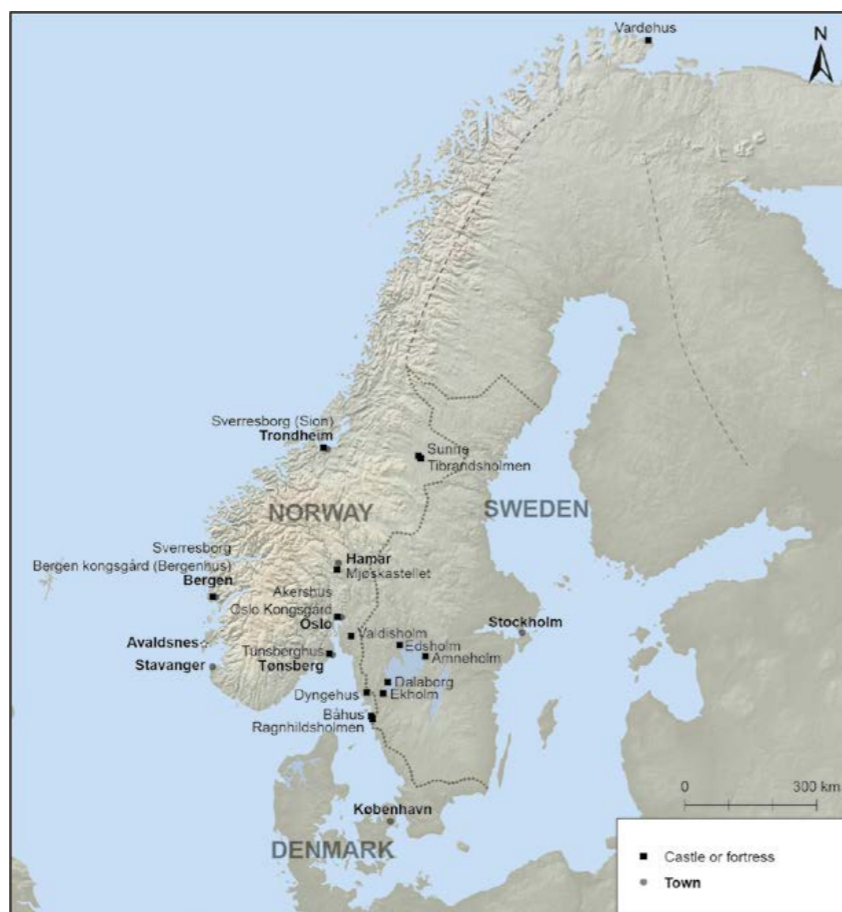 Vardøhus
N
Sverresborg (Sion)
Trondheim
Sunne
Tibrandsholmen
NORWAY
SWEDEN
Sverresborg
Bergen kongsgård (Bergenhus)
Bergen
Hamar
Mjøskastellet
Akershus
Oslo Kongsgård
Oslo
Valdisholm
Stockholm
Edsholm
Amneholm
Avaldsnes
Stavanger
Tunsberghus
Tønsberg
Dalaborg
Dyngehus
Ekholm
Båhus
Ragnhildsholmen
0 300 km
København
DENMARK
Castle or fortress
Town